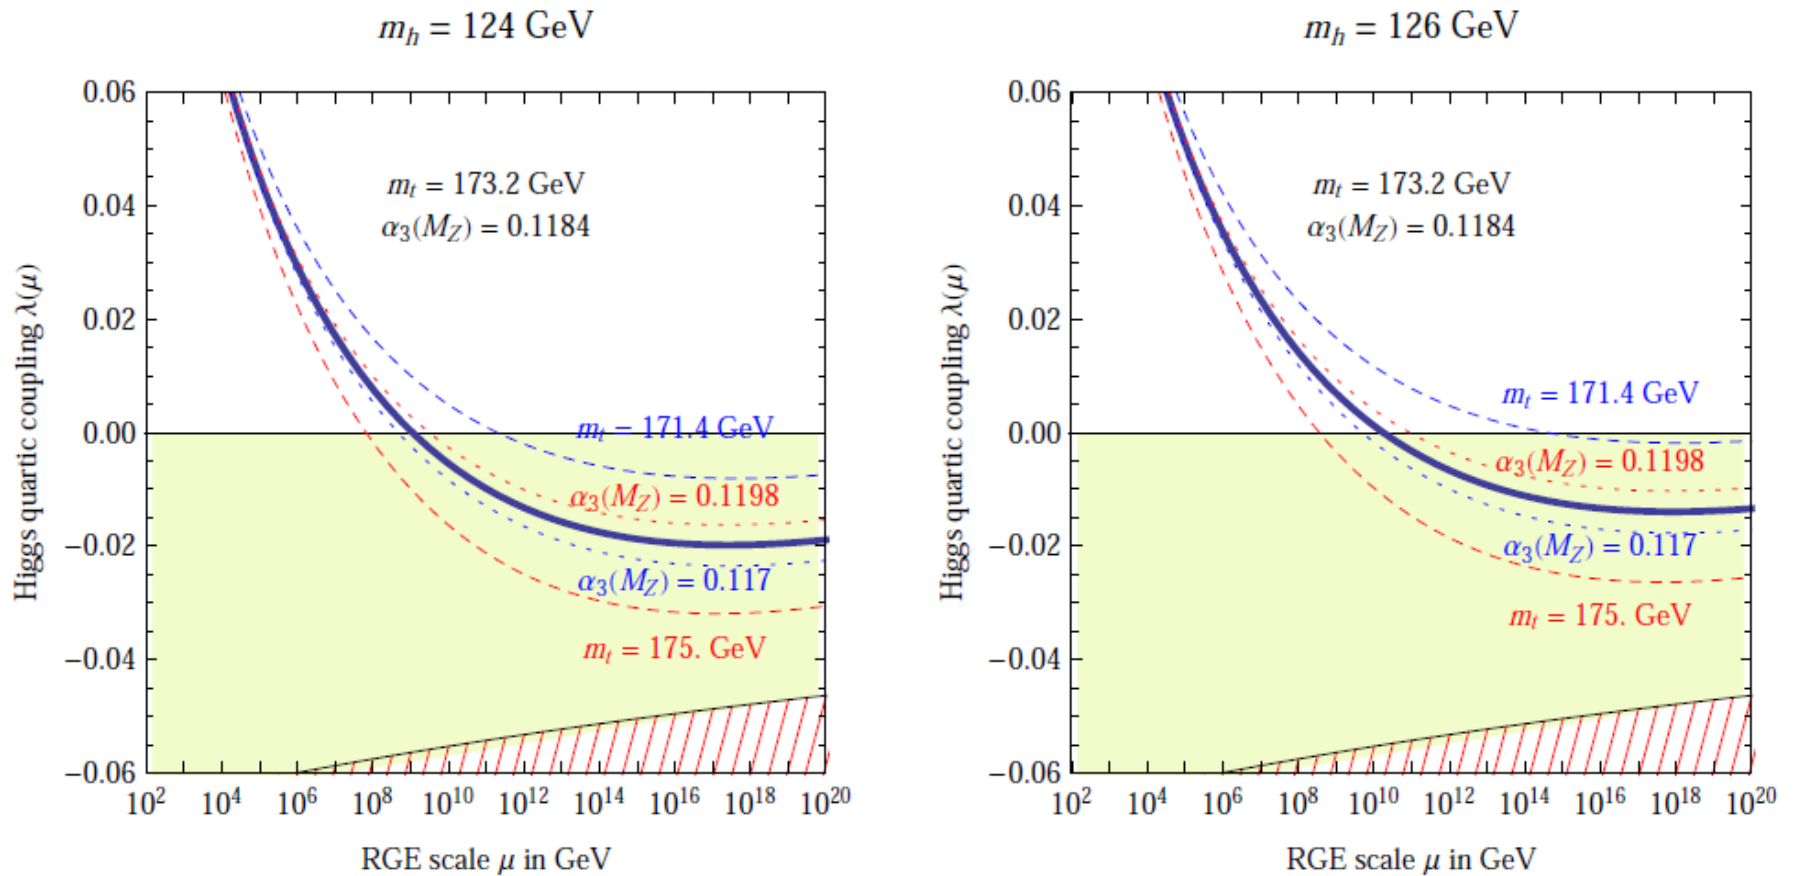 m_h = 124 GeV
0.06
0.04
0.02
0.00
−0.02
−0.04
−0.06
Higgs quartic coupling λ(μ)
m_t = 173.2 GeV
α_3(M_Z) = 0.1184
m_t = 171.4 GeV
α_3(M_Z) = 0.1198
α_3(M_Z) = 0.117
m_t = 175. GeV
10^2 10^4 10^6 10^8 10^10 10^12 10^14 10^16 10^18 10^20
RGE scale μ in GeV
m_h = 126 GeV
0.06
0.04
0.02
0.00
−0.02
−0.04
−0.06
Higgs quartic coupling λ(μ)
m_t = 173.2 GeV
α_3(M_Z) = 0.1184
m_t = 171.4 GeV
α_3(M_Z) = 0.1198
α_3(M_Z) = 0.117
m_t = 175. GeV
10^2 10^4 10^6 10^8 10^10 10^12 10^14 10^16 10^18 10^20
RGE scale μ in GeV